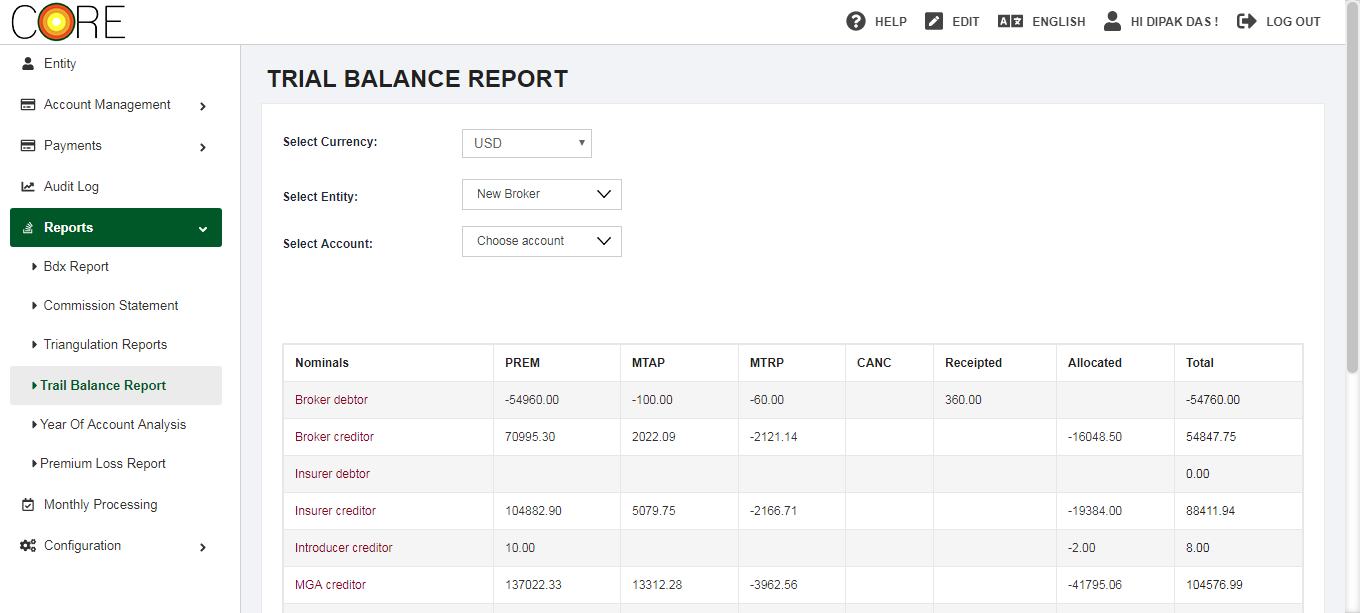 CORE
HELP EDIT ENGLISH HI DIPAK DAS ! LOG OUT
Entity
Account Management
Payments
Audit Log
Reports
Bdx Report
Commission Statement
Triangulation Reports
Trail Balance Report
Year Of Account Analysis
Premium Loss Report
Monthly Processing
Configuration
TRIAL BALANCE REPORT
Select Currency: USD
Select Entity: New Broker
Select Account: Choose account
Nominals PREM MTAP MTRP CANC Receipted Allocated Total
Broker debtor -54960.00 -100.00 -60.00 360.00 -54760.00
Broker creditor 70995.30 2022.09 -2121.14 -16048.50 54847.75
Insurer debtor 0.00
Insurer creditor 104882.90 5079.75 -2166.71 -19384.00 88411.94
Introducer creditor 10.00 -2.00 8.00
MGA creditor 137022.33 13312.28 -3962.56 -41795.06 104576.99